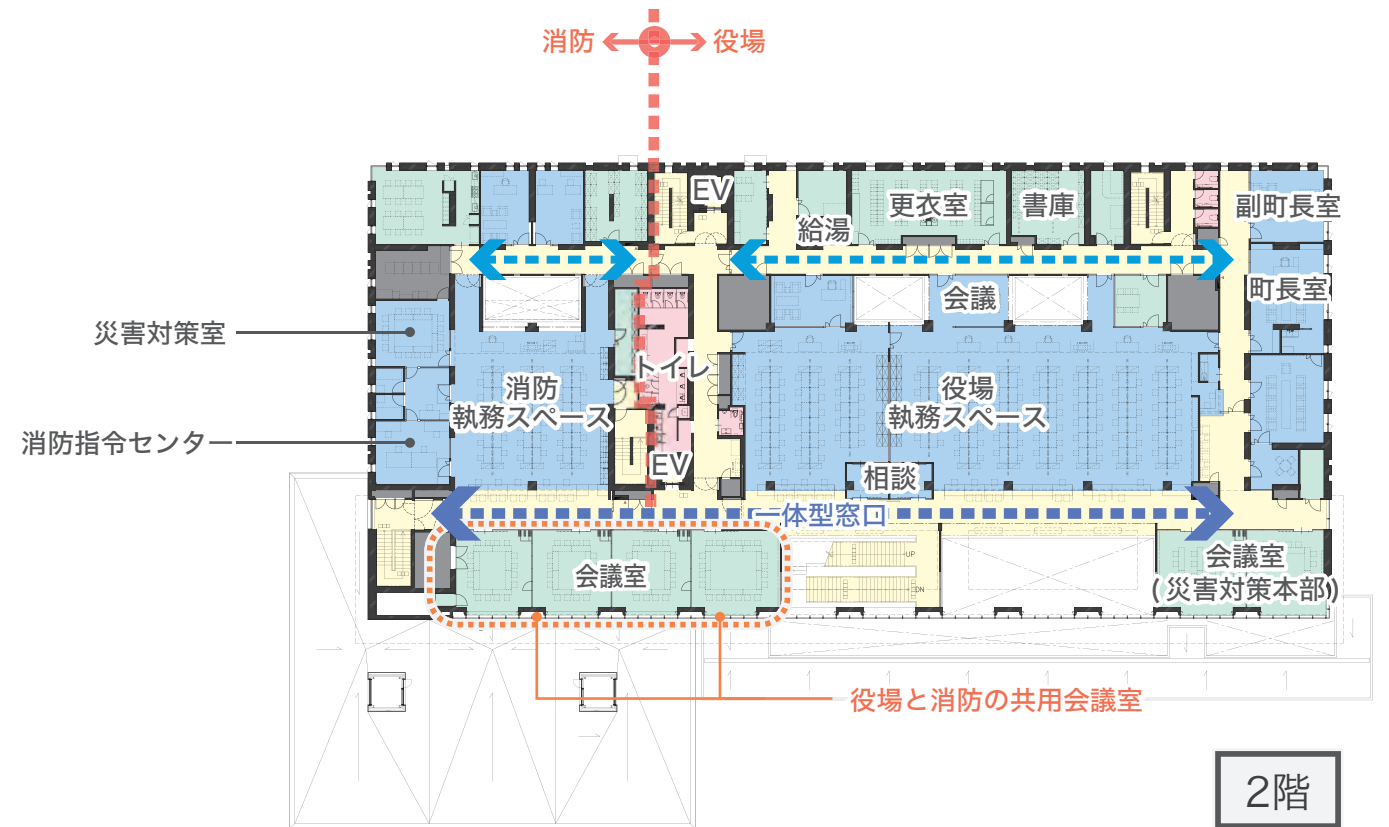 消防 役場
EV
給湯
更衣室
書庫
副町長室
町長室
会議
災害対策室
消防指令センター
消防
執務スペース
トイレ
EV
役場
執務スペース
相談
一体型窓口
会議室
UP
DN
会議室
(災害対策本部)
役場と消防の共用会議室
2階